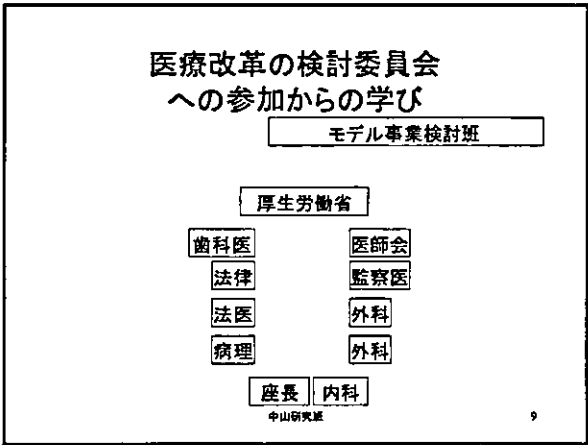 医療改革の検討委員会
への参加からの学び
モデル事業検討班
厚生労働省
歯科医 医師会
法律 監察医
法医 外科
病理 外科
座長 内科
中山研究班 9